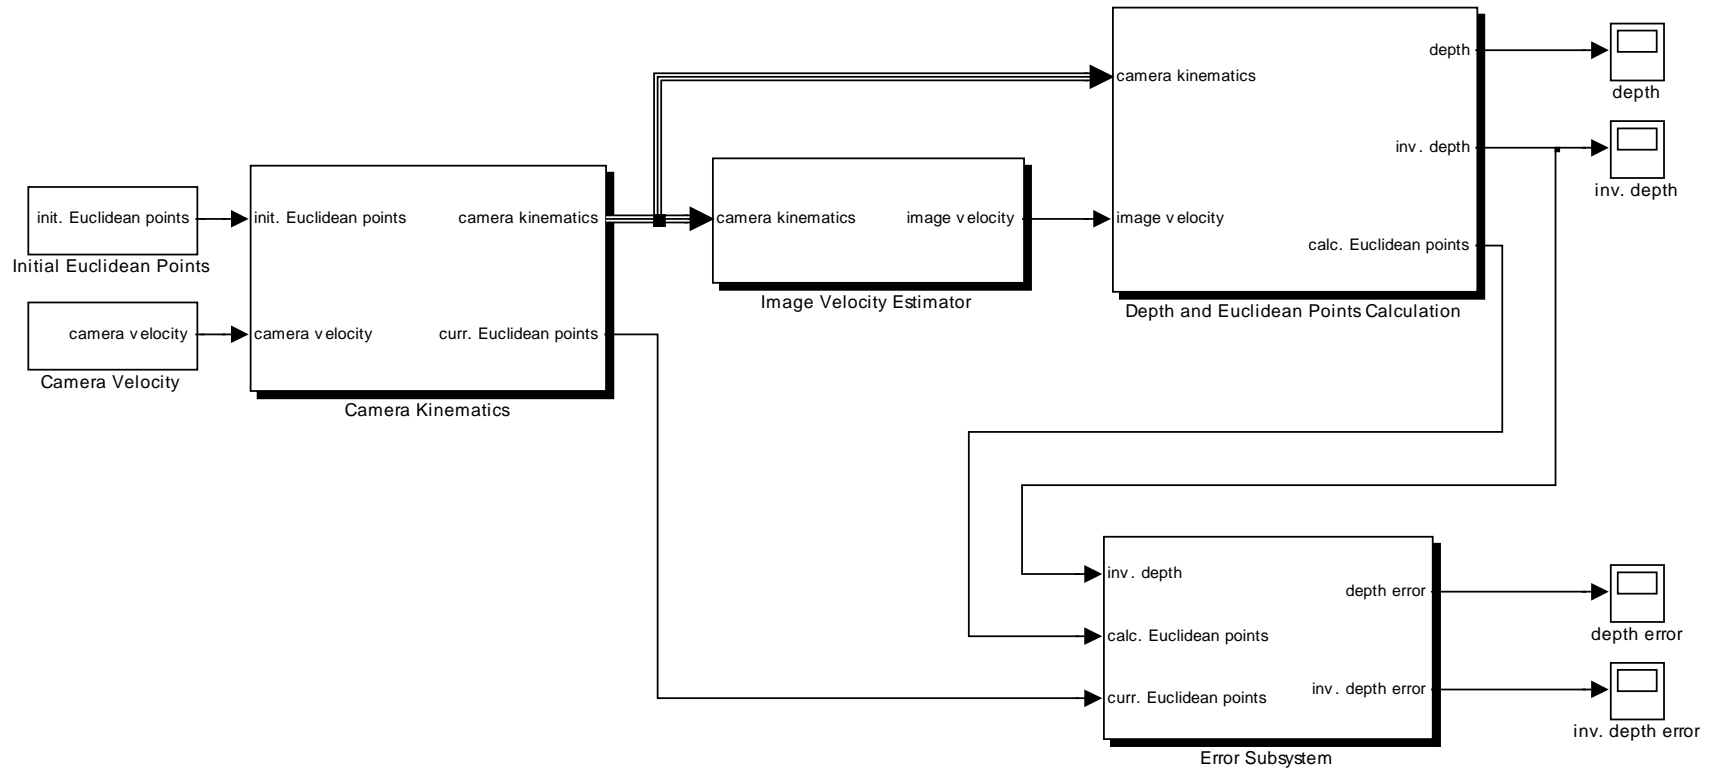 depth
camera kinematics
depth
inv. depth
inv. depth
init. Euclidean points
init. Euclidean points
camera kinematics
camera kinematics
image velocity
image velocity
calc. Euclidean points
Initial Euclidean Points
Image Velocity Estimator
Depth and Euclidean Points Calculation
camera velocity
camera velocity
curr. Euclidean points
Camera Velocity
Camera Kinematics
inv. depth
depth error
calc. Euclidean points
depth error
curr. Euclidean points
inv. depth error
inv. depth error
Error Subsystem